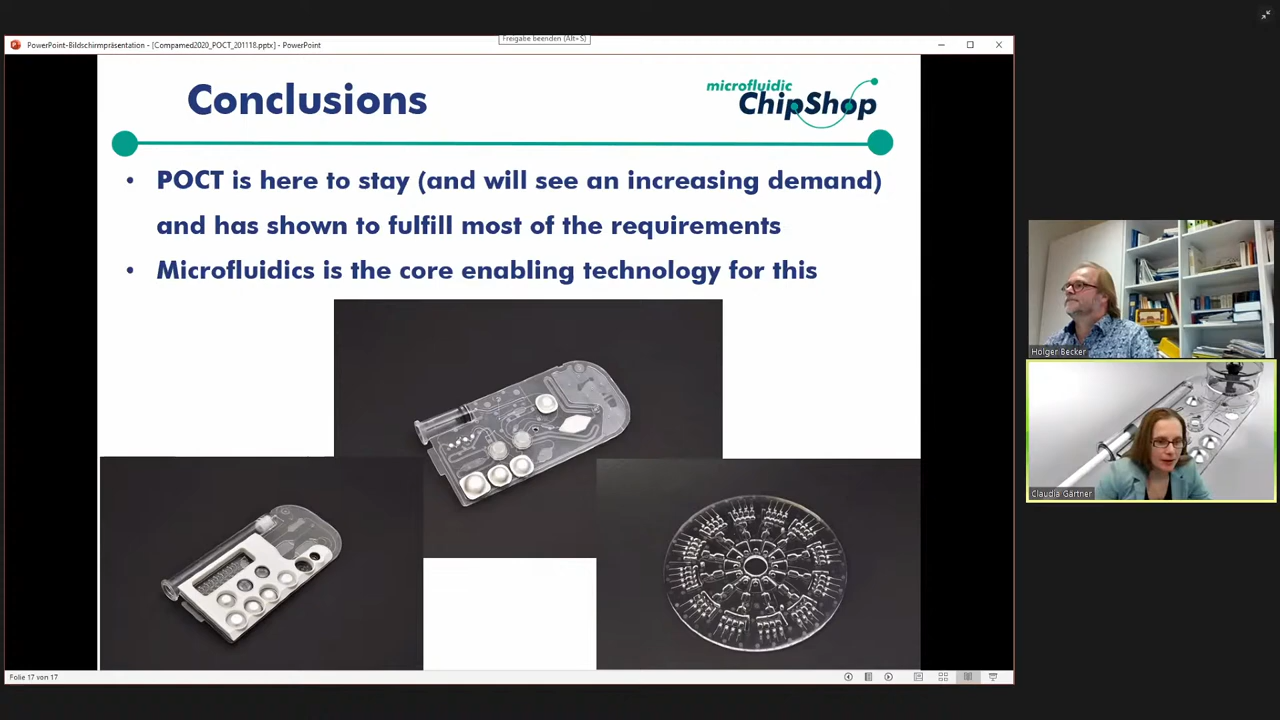 Freigabe beenden (Alt+S)
PowerPoint-Bildschirmpräsentation - [Compamed2020_POCT_201118.pptx] - PowerPoint
Conclusions
microfluidic
ChipShop
• POCT is here to stay (and will see an increasing demand)
and has shown to fulfill most of the requirements
• Microfluidics is the core enabling technology for this
Holger Becker
Claudia Gärtner
Folie 17 von 17